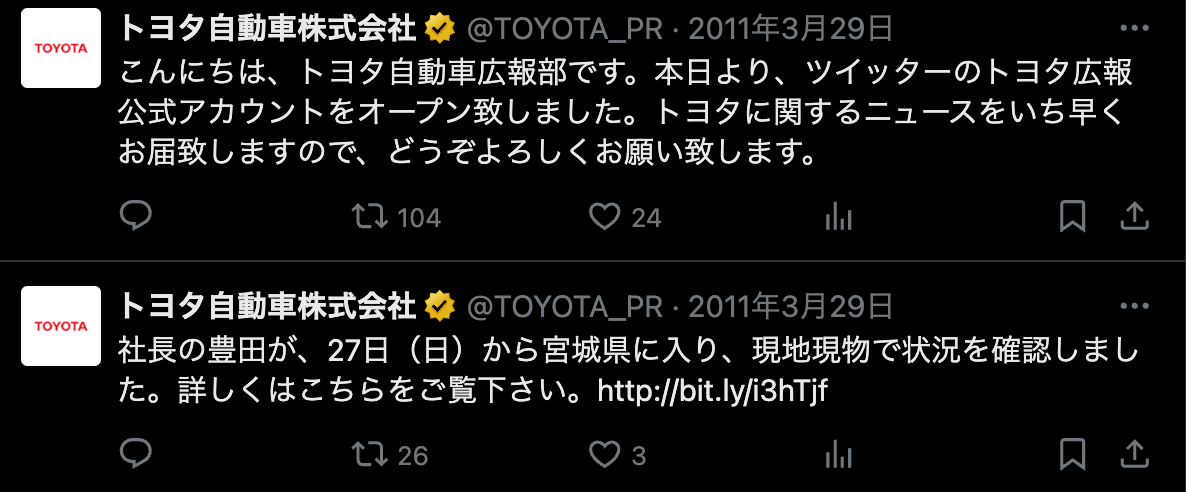 TOYOTA
トヨタ自動車株式会社 @TOYOTA_PR · 2011年3月29日
こんにちは、トヨタ自動車広報部です。本日より、ツイッターのトヨタ広報
公式アカウントをオープン致しました。トヨタに関するニュースをいち早く
お届致しますので、どうぞよろしくお願い致します。
104 24
TOYOTA
トヨタ自動車株式会社 @TOYOTA_PR · 2011年3月29日
社長の豊田が、27日（日）から宮城県に入り、現地現物で状況を確認しまし
た。詳しくはこちらをご覧下さい。http://bit.ly/i3hTjf
26 3